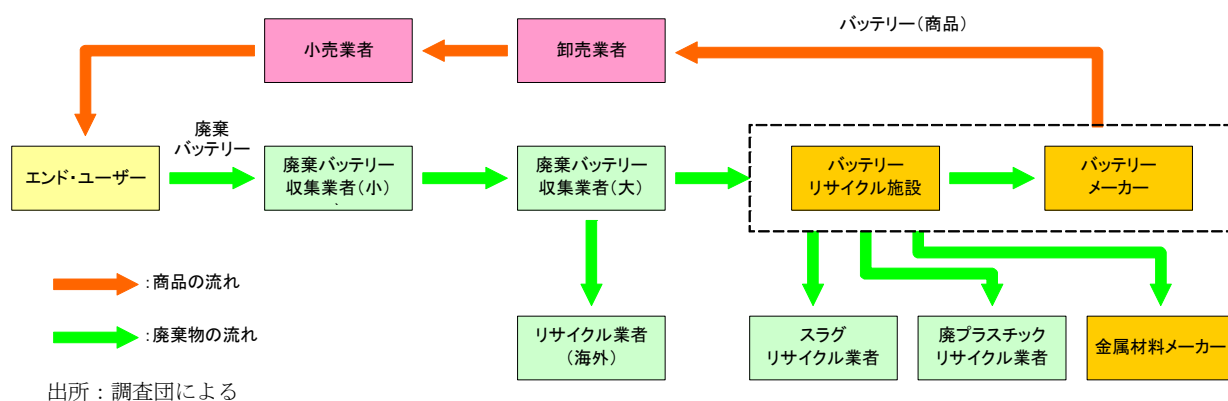 バッテリー(商品)
小売業者
卸売業者
廃棄
バッテリー
エンド・ユーザー
廃棄バッテリー
収集業者(小)
廃棄バッテリー
収集業者(大)
バッテリー
リサイクル施設
バッテリー
メーカー
:商品の流れ
:廃棄物の流れ
リサイクル業者
(海外)
スラグ
リサイクル業者
廃プラスチック
リサイクル業者
金属材料メーカー
出所:調査団による